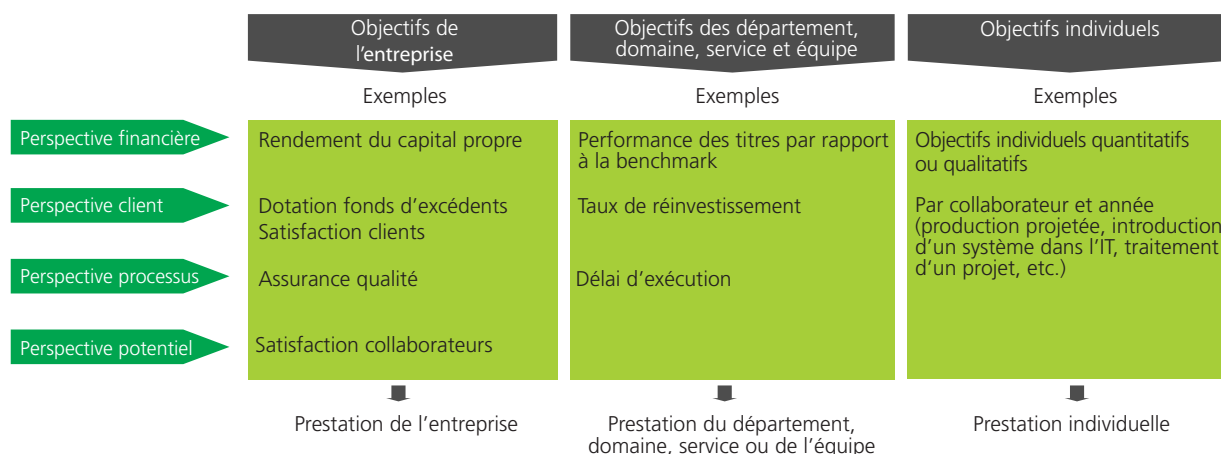 Objectifs de
l'entreprise
Objectifs des département,
domaine, service et équipe
Objectifs individuels
Exemples
Exemples
Exemples
Perspective financière
Rendement du capital propre
Performance des titres par rapport
à la benchmark
Objectifs individuels quantitatifs
ou qualitatifs
Perspective client
Dotation fonds d'excédents
Satisfaction clients
Taux de réinvestissement
Par collaborateur et année
(production projetée, introduction
d'un système dans l'IT, traitement
d'un projet, etc.)
Perspective processus
Assurance qualité
Délai d'exécution
Perspective potentiel
Satisfaction collaborateurs
Prestation de l'entreprise
Prestation du département,
domaine, service ou de l'équipe
Prestation individuelle